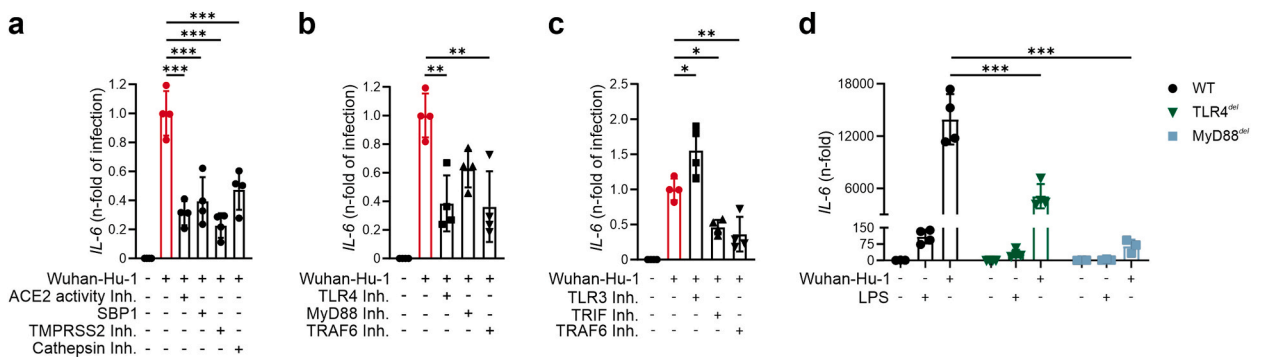 a
***
***
***
***
IL-6 (n-fold of infection)
1.2
1.0
0.8
0.6
0.4
0.2
0
Wuhan-Hu-1 - + + + + +
ACE2 activity Inh. - - + - - -
SBP1 - - - + - -
TMPRSS2 Inh. - - - - + -
Cathepsin Inh. - - - - - +
b
**
**
IL-6 (n-fold of infection)
1.2
1.0
0.8
0.6
0.4
0.2
0
Wuhan-Hu-1 - + + + +
TLR4 Inh. - - + - -
MyD88 Inh. - - - + -
TRAF6 Inh. - - - - +
c
**
*
*
IL-6 (n-fold of infection)
2.5
2.0
1.5
1.0
0.5
0
Wuhan-Hu-1 - + + + +
TLR3 Inh. - - + - -
TRIF Inh. - - - + -
TRAF6 Inh. - - - - +
d
***
***
IL-6 (n-fold)
18000
12000
6000
150
75
0
Wuhan-Hu-1 - - + - - + - - +
LPS - + - - + - - + -
WT
TLR4del
MyD88del